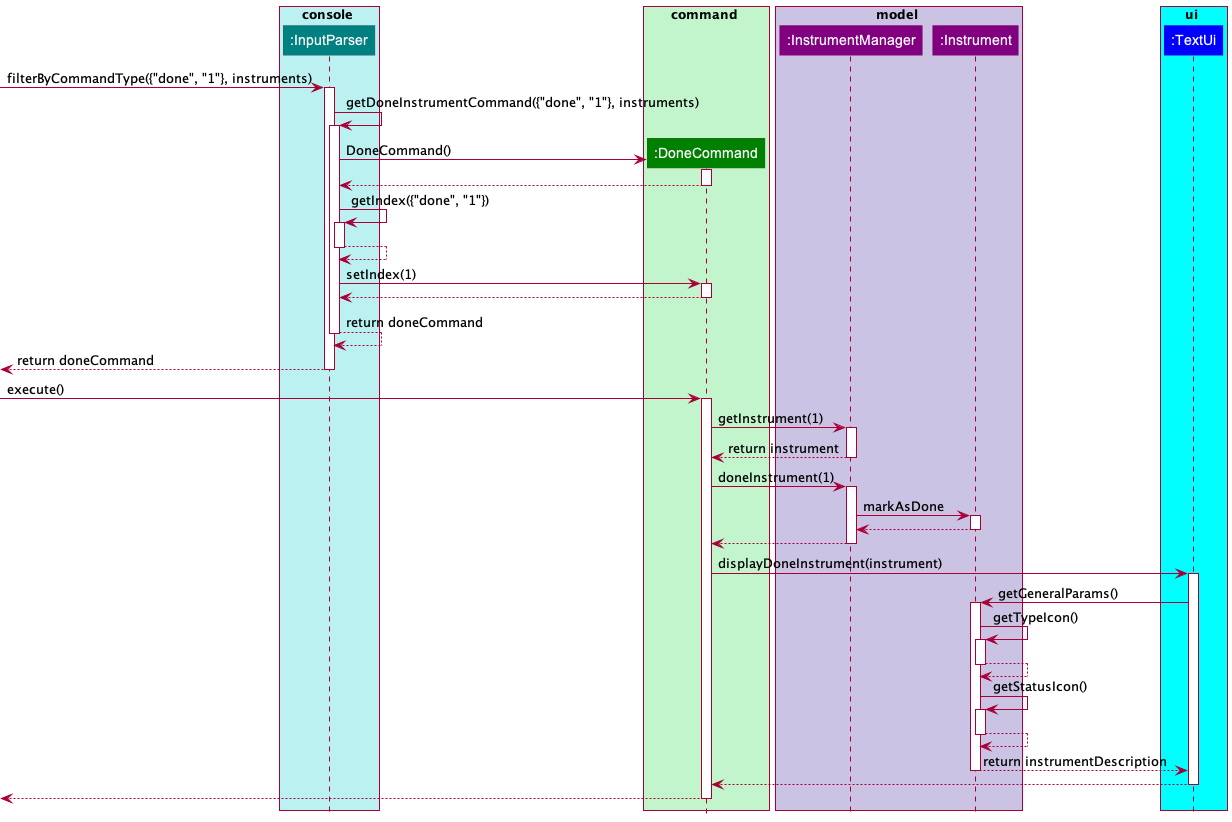 console
command
model
ui
:InputParser
:InstrumentManager
:Instrument
:TextUi
filterByCommandType({"done", "1"}, instruments)
getDoneInstrumentCommand({"done", "1"}, instruments)
DoneCommand()
:DoneCommand
getIndex({"done", "1"})
setIndex(1)
return doneCommand
return doneCommand
execute()
getInstrument(1)
return instrument
doneInstrument(1)
markAsDone
displayDoneInstrument(instrument)
getGeneralParams()
getTypeIcon()
getStatusIcon()
return instrumentDescription